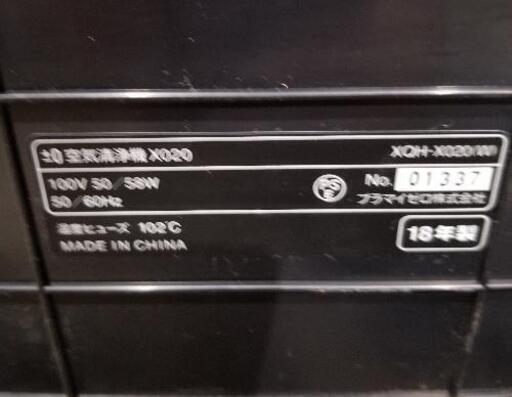 ±0 空気清浄機 X020
XQH-X020(W)
100V 50/58W
50/60Hz
PS
E
No. 01337
プラマイゼロ株式会社
温度ヒューズ 102℃
MADE IN CHINA
18年製